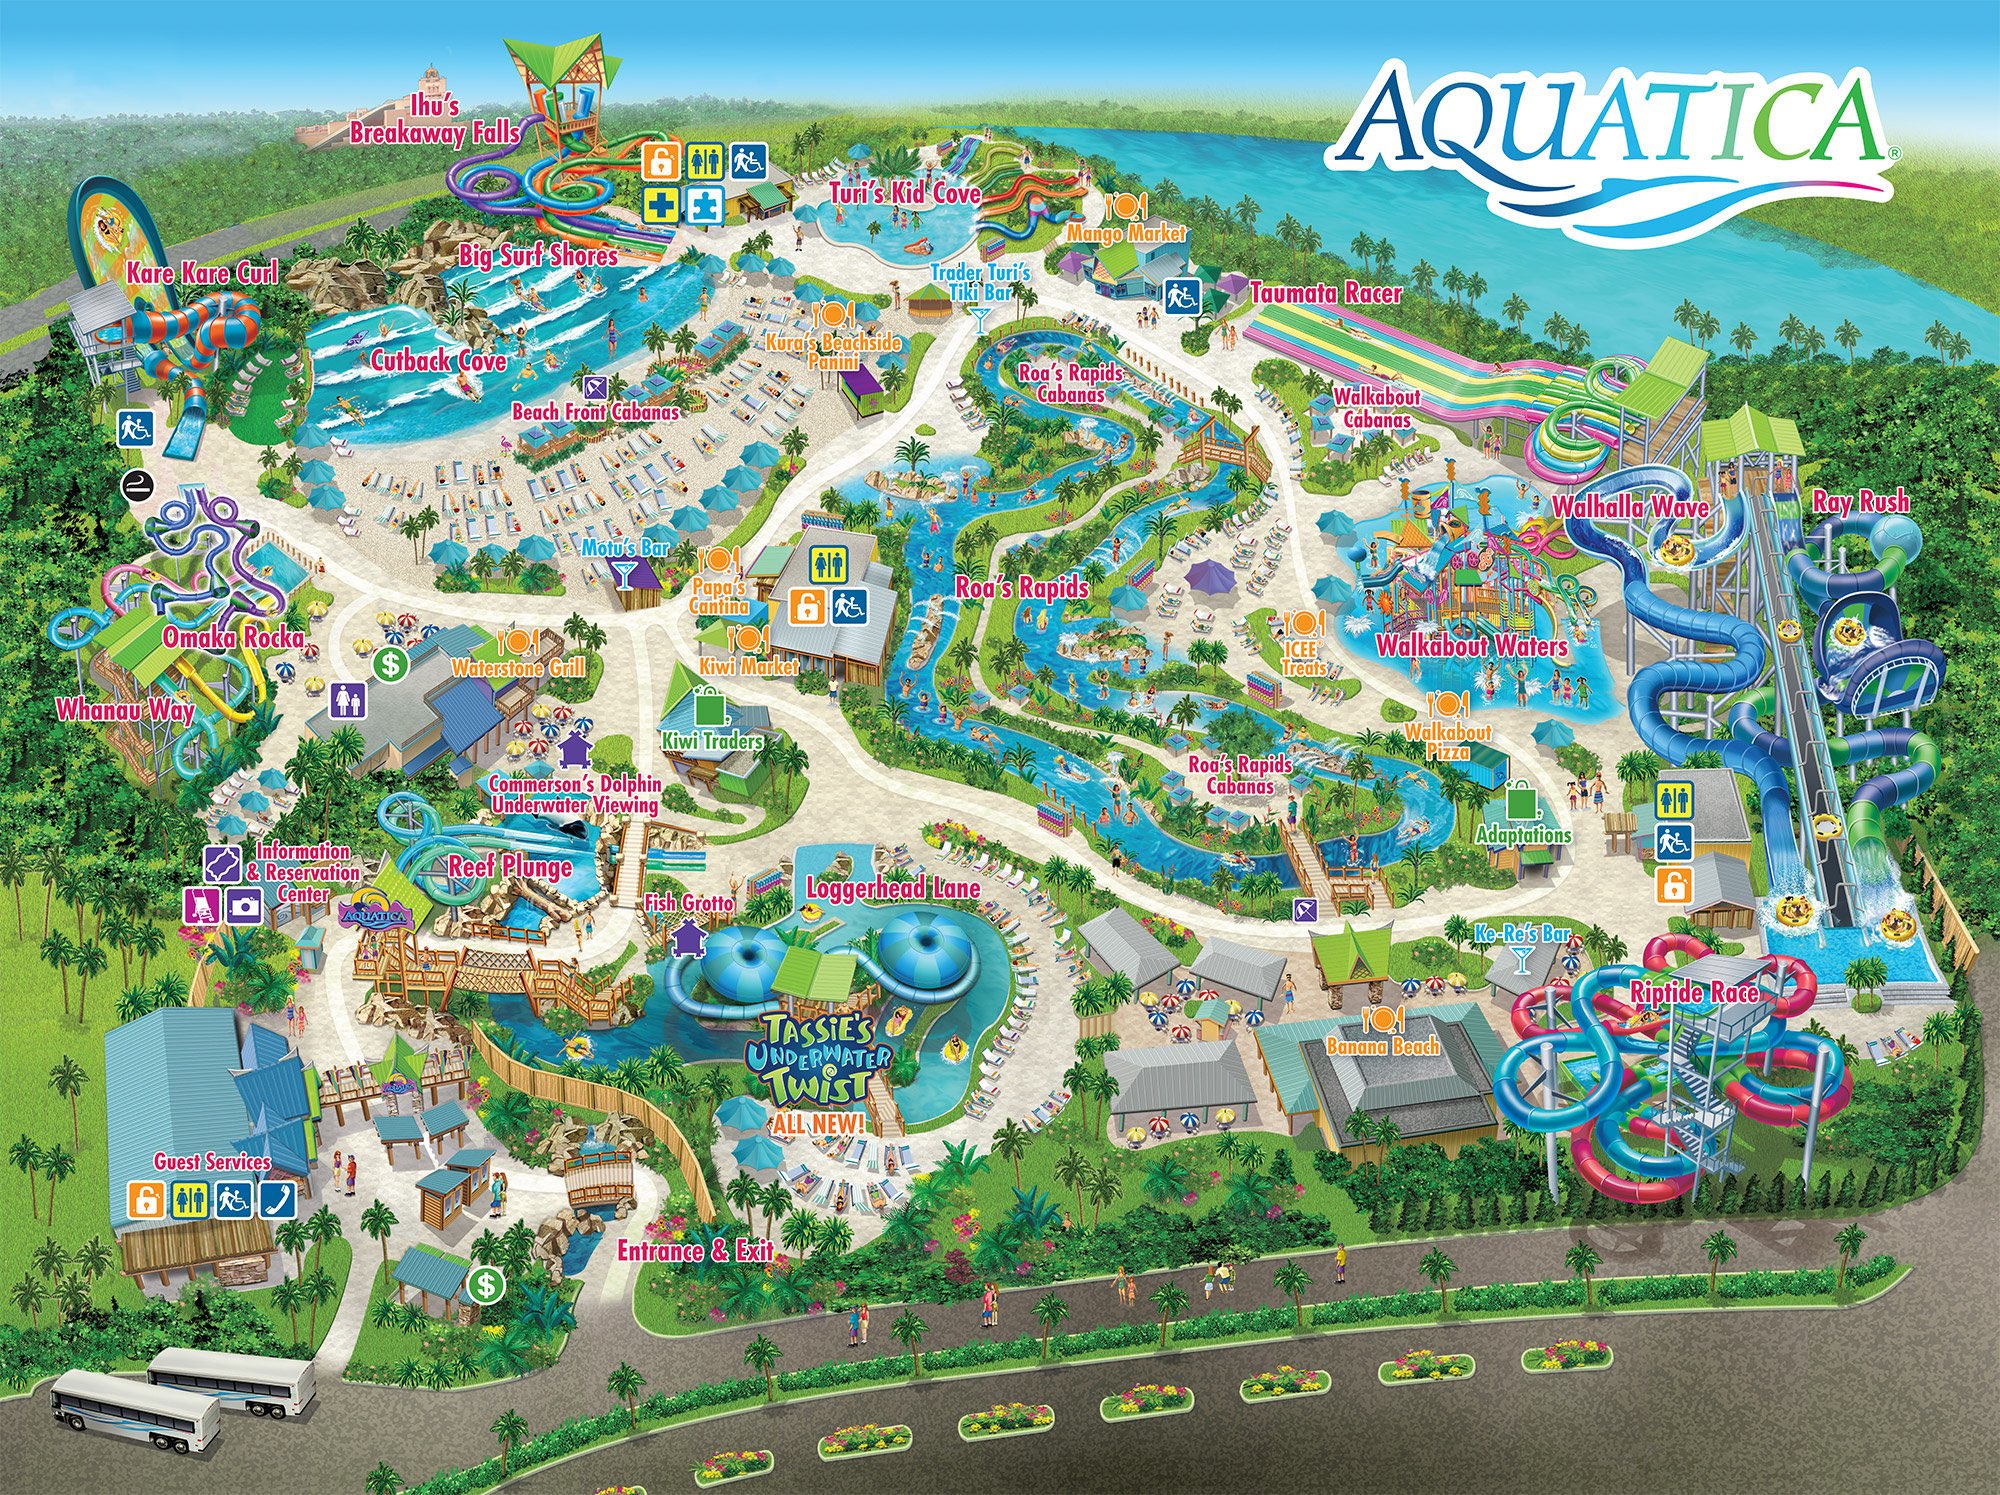 AQUATICA®
Ihu's
Breakaway Falls
Turi's Kid Cove
Mango Market
Big Surf Shores
Kare Kare Curl
Trader Turi's
Tiki Bar
Taumata Racer
Kura's Beachside
Panini
Cutback Cove
Roa's Rapids
Cabanas
Beach Front Cabanas
Walkabout
Cabanas
Walhalla Wave
Ray Rush
Motu's Bar
Papa's
Cantina
Roa's Rapids
Omaka Rocka
Waterstone Grill
Kiwi Market
ICEE
Treats
Walkabout Waters
$
Whanau Way
Kiwi Traders
Walkabout
Pizza
Commerson's Dolphin
Underwater Viewing
Roa's Rapids
Cabanas
Adaptations
Information
& Reservation
Center
Reef Plunge
Loggerhead Lane
AQUATICA
Fish Grotto
Ke-Re's Bar
Riptide Race
TASSIE'S
UNDERWATER
TWIST
ALL NEW!
Banana Beach
Guest Services
Entrance & Exit
$